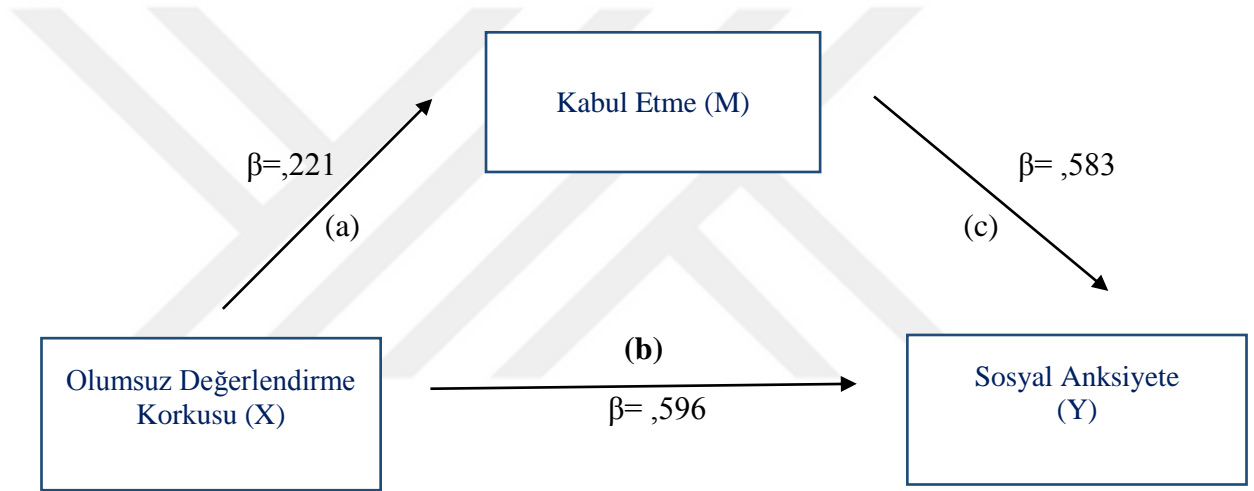 Kabul Etme (M)
β=,221
β= ,583
(a)
(c)
(b)
Olumsuz Değerlendirme
Korkusu (X)
β= ,596
Sosyal Anksiyete
(Y)